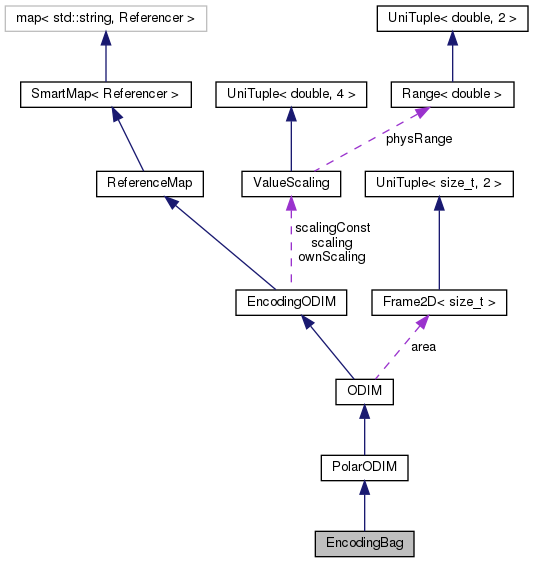 map< std::string, Referencer >
UniTuple< double, 2 >
SmartMap< Referencer >
UniTuple< double, 4 >
Range< double >
physRange
ReferenceMap
ValueScaling
UniTuple< size_t, 2 >
scalingConst
scaling
ownScaling
EncodingODIM
Frame2D< size_t >
area
ODIM
PolarODIM
EncodingBag